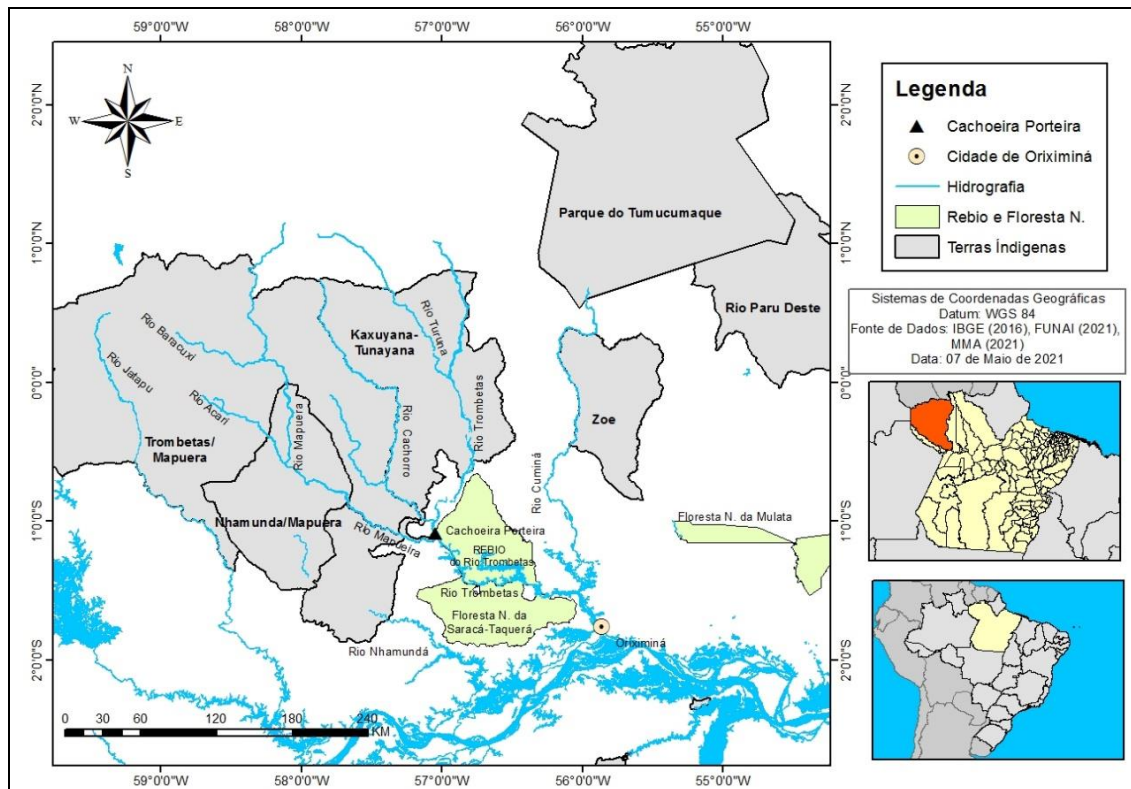 59°0'0"W 58°0'0"W 57°0'0"W 56°0'0"W 55°0'0"W
N
W E
S
2°0'0"N 2°0'0"N
1°0'0"N 1°0'0"N
0°0'0" 0°0'0"
1°0'0"S 1°0'0"S
2°0'0"S 2°0'0"S
Parque do Tumucumaque
Rio Paru Deste
Kaxuyana-
Tunayana
Rio Turuna
Rio Baracuxi
Rio Jatapu
Rio Acari
Rio Mapuera
Rio Cachorro
Rio Trombetas
Zoe
Trombetas/
Mapuera
Rio Cuminá
Nhamunda/Mapuera
Rio Mapueira
Cachoeira Porteira
REBIO
do Rio Trombetas
Floresta N. da Mulata
Rio Trombetas
Floresta N. da
Saracá-Taquerá
Oriximiná
Rio Nhamundá
0 30 60 120 180 240
KM
59°0'0"W 58°0'0"W 57°0'0"W 56°0'0"W 55°0'0"W
Legenda
Cachoeira Porteira
Cidade de Oriximiná
Hidrografia
Rebio e Floresta N.
Terras Índigenas
Sistemas de Coordenadas Geográficas
Datum: WGS 84
Fonte de Dados: IBGE (2016), FUNAI (2021),
MMA (2021)
Data: 07 de Maio de 2021